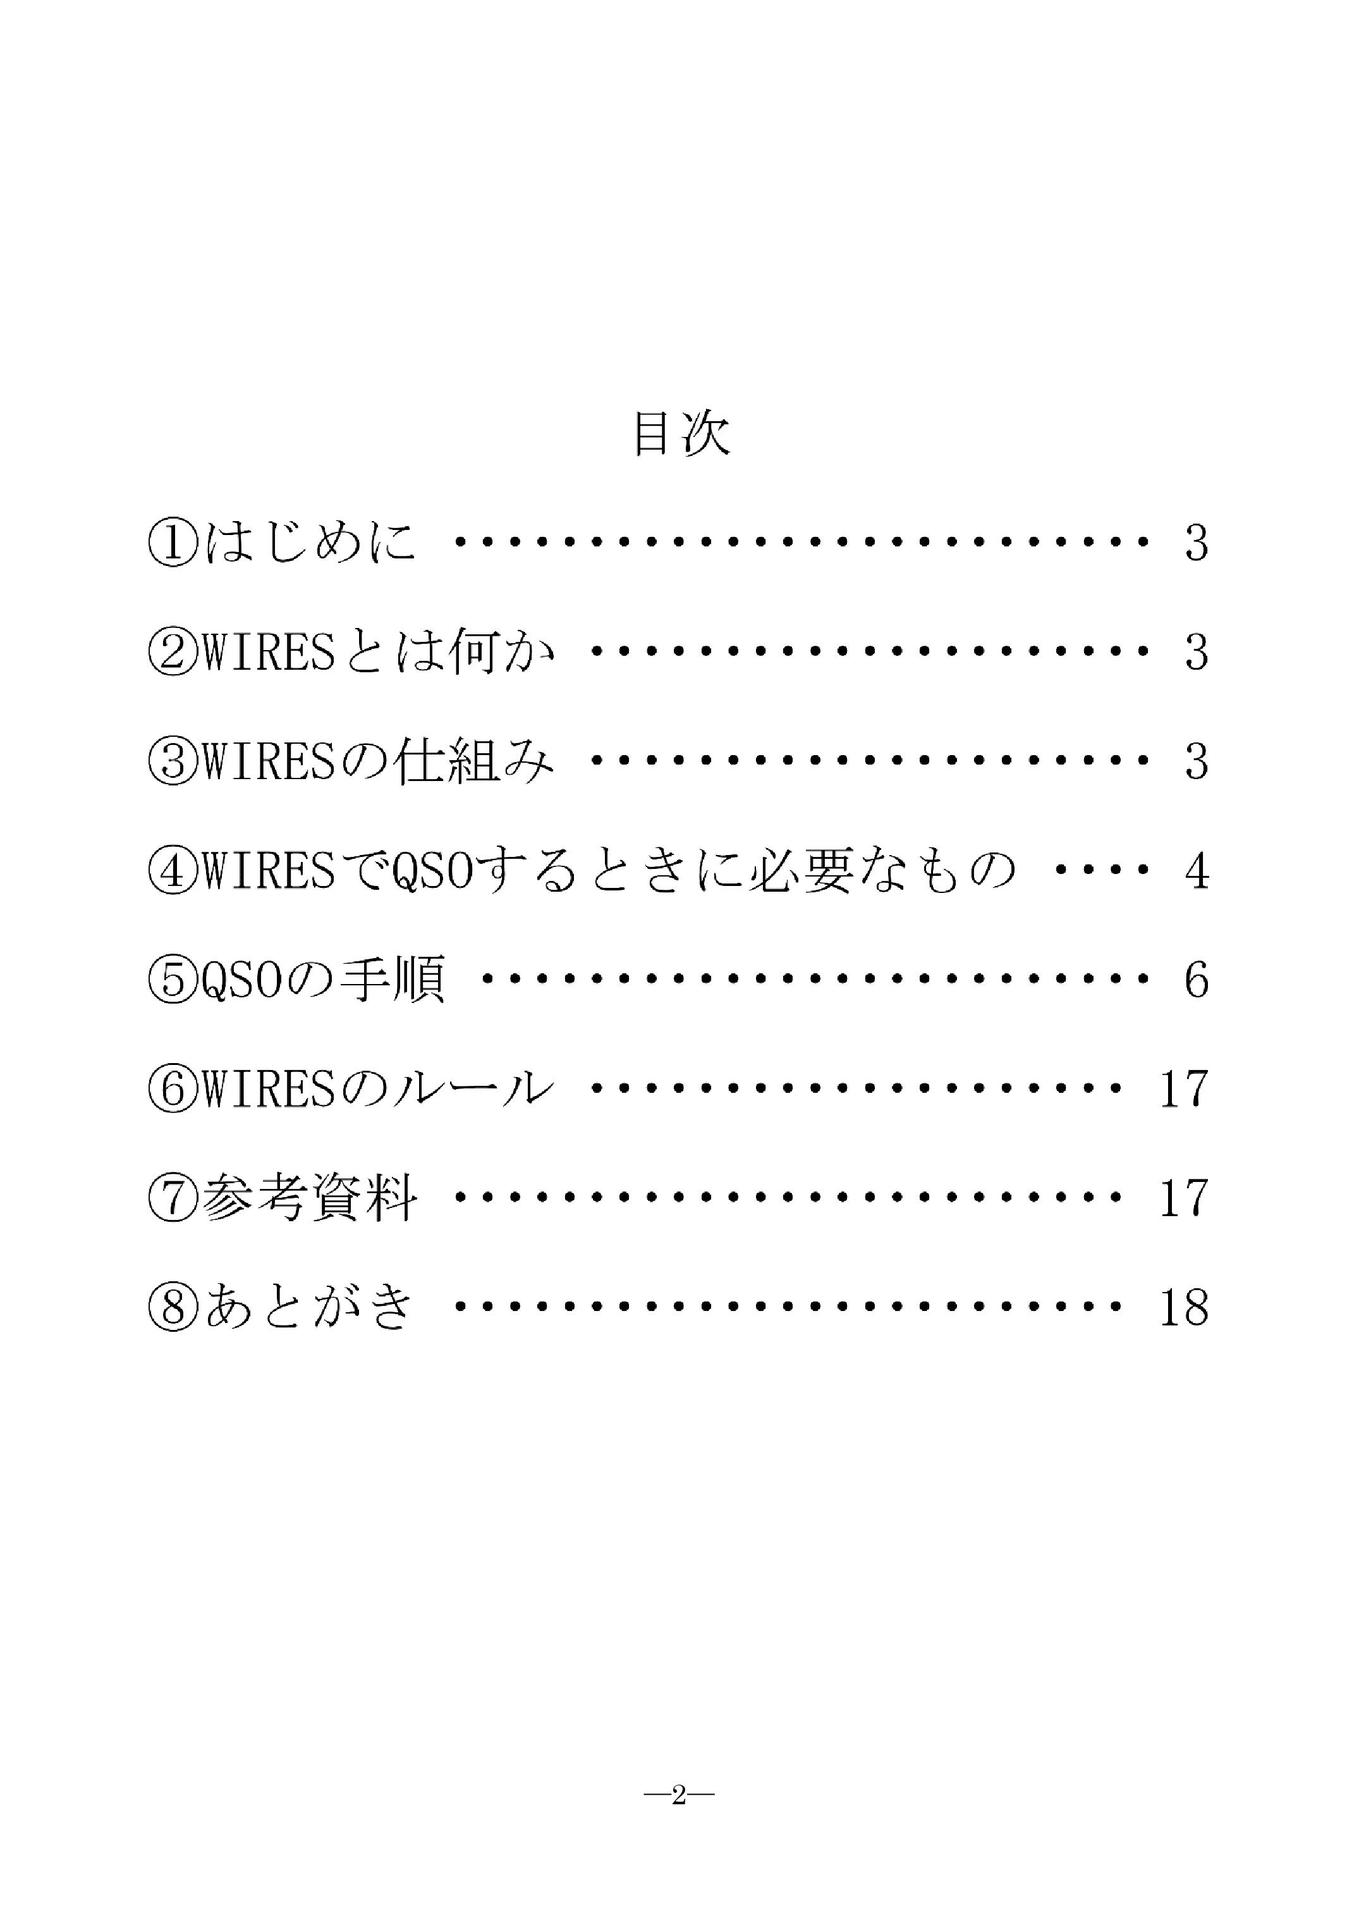 目次
①はじめに ・・・・・・・・・・・・・・・・・・・・・・・・・・ 3
②WIRESとは何か ・・・・・・・・・・・・・・・・・・・・・ 3
③WIRESの仕組み ・・・・・・・・・・・・・・・・・・・・・ 3
④WIRESでQSOするときに必要なもの ・・・・ 4
⑤QSOの手順 ・・・・・・・・・・・・・・・・・・・・・・・・・ 6
⑥WIRESのルール ・・・・・・・・・・・・・・・・・・・・ 17
⑦参考資料 ・・・・・・・・・・・・・・・・・・・・・・・・・ 17
⑧あとがき ・・・・・・・・・・・・・・・・・・・・・・・・・ 18
―2―